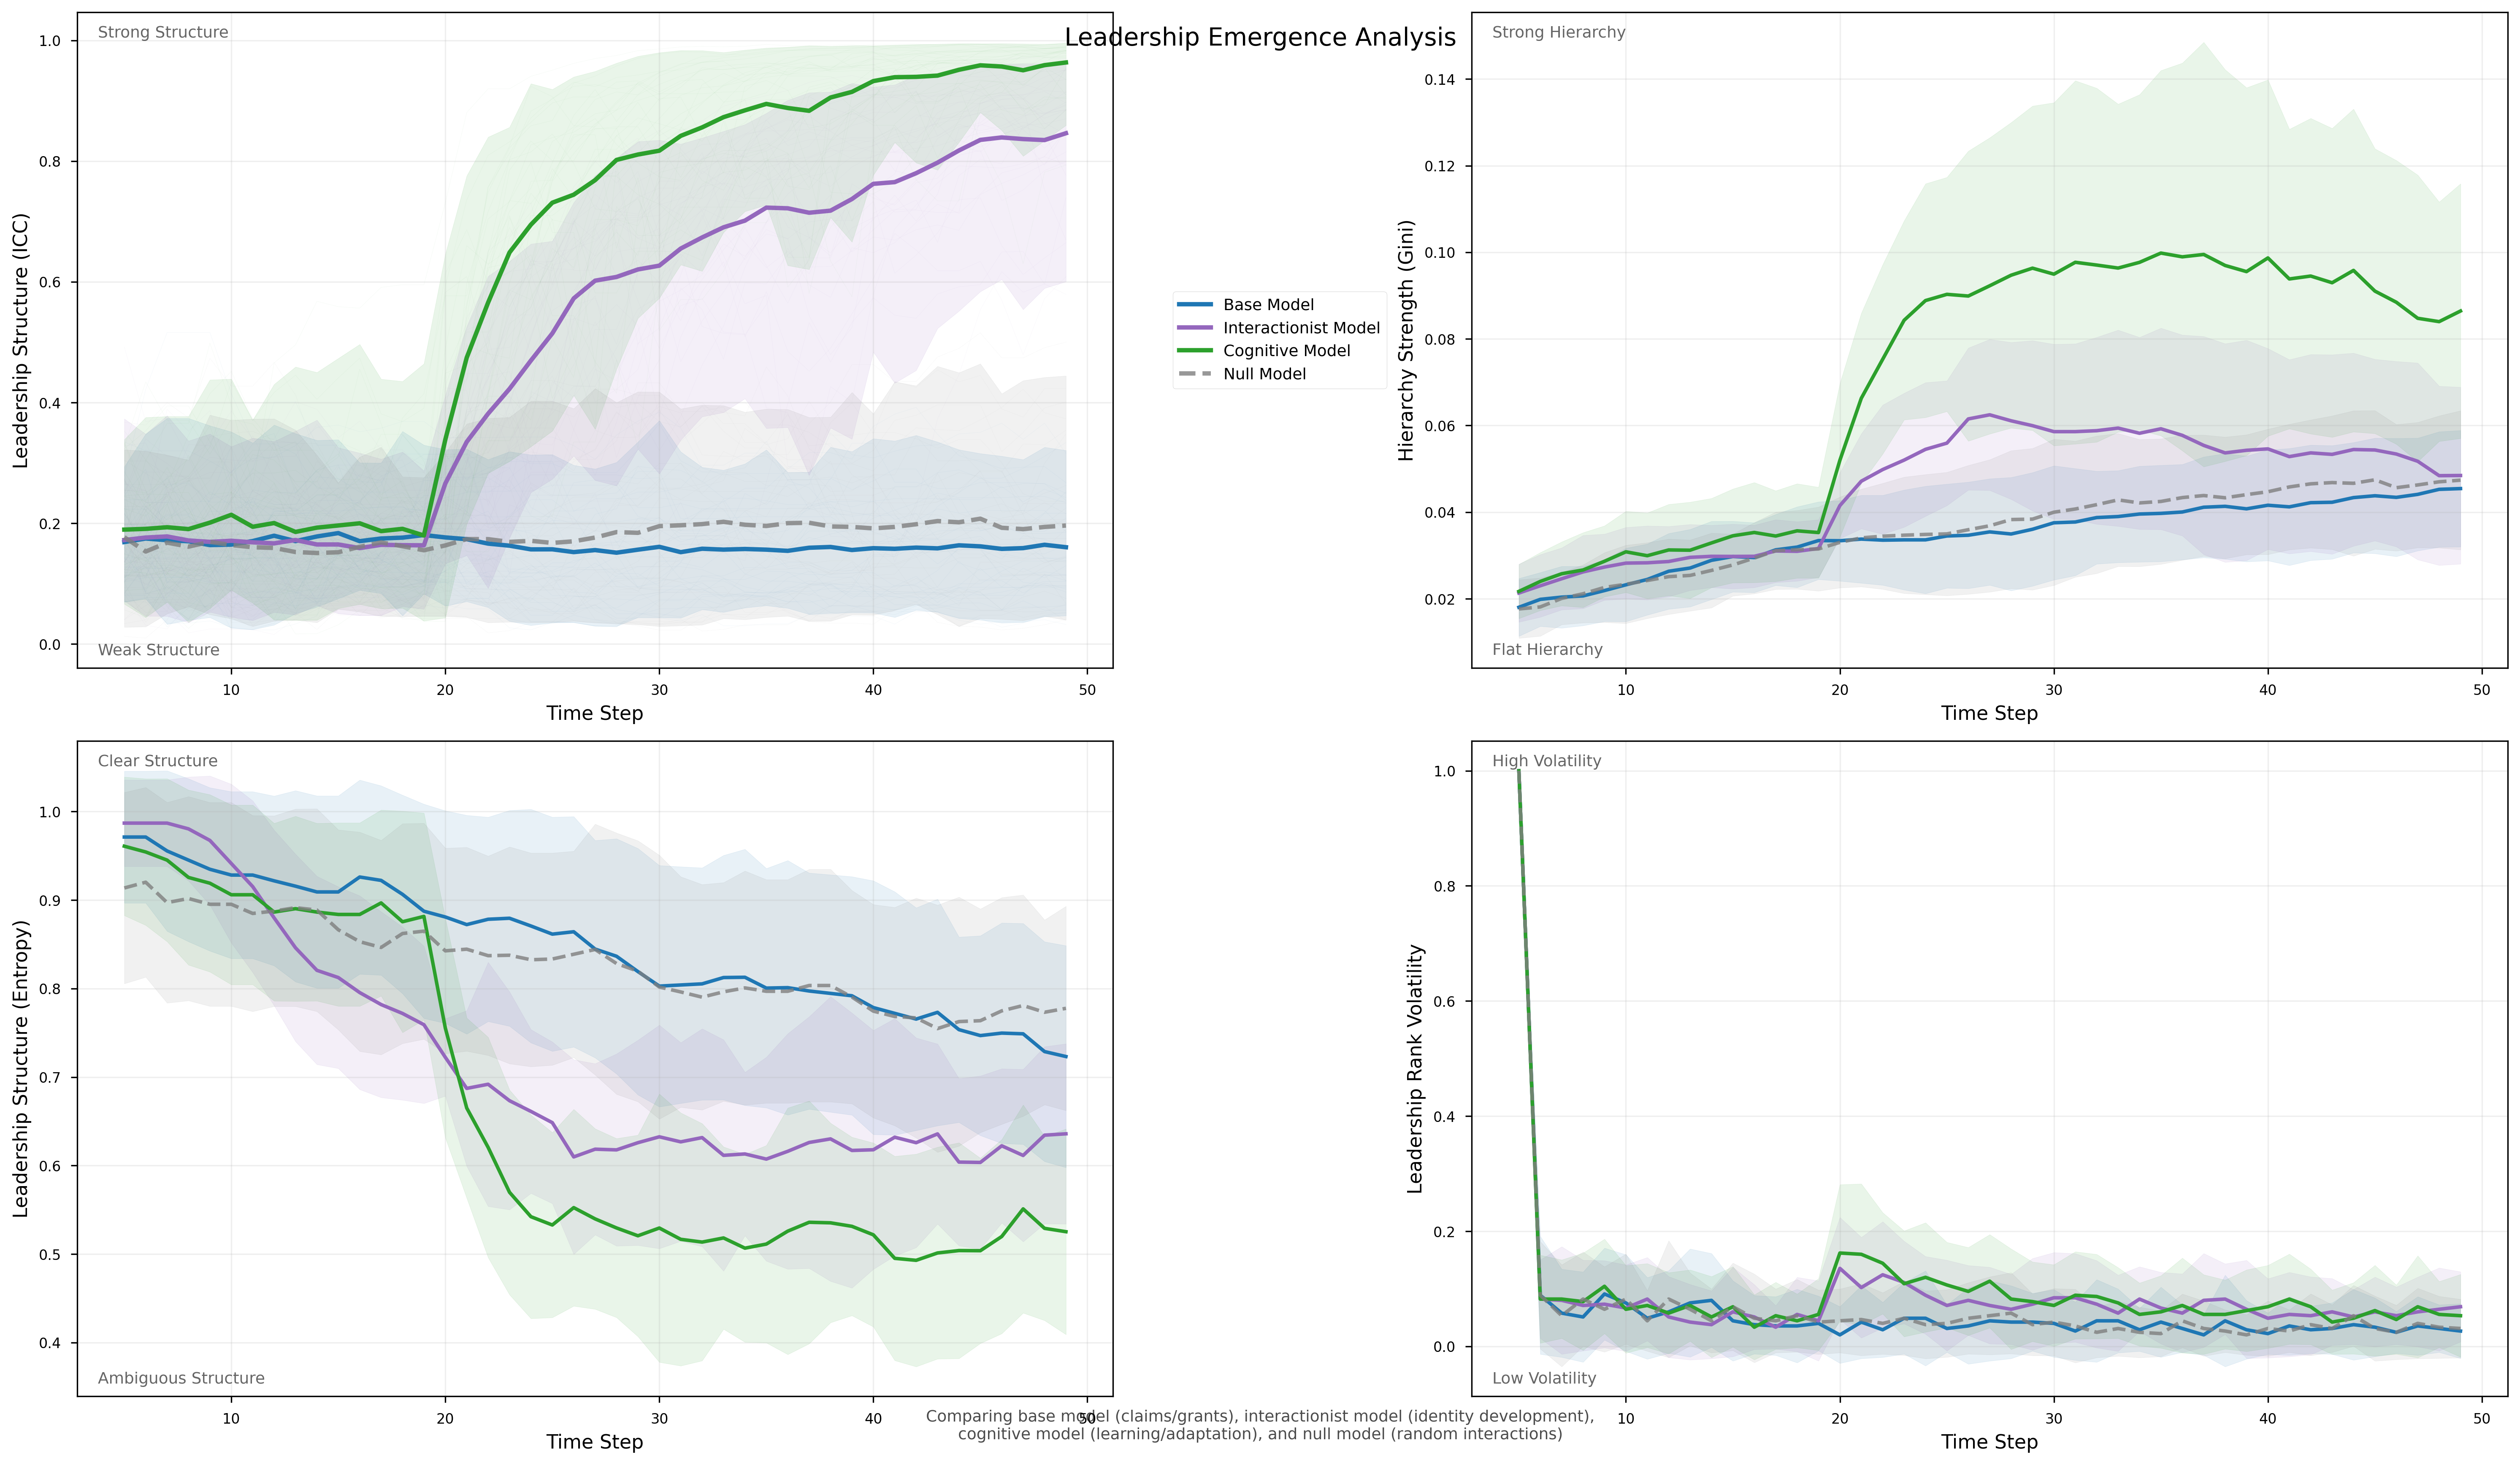 Leadership Emergence Analysis
Strong Structure
1.0
0.8
0.6
0.4
0.2
0.0
Leadership Structure (ICC)
Weak Structure
10
20
30
40
50
Time Step
Base Model
Interactionist Model
Cognitive Model
Null Model
Strong Hierarchy
0.14
0.12
0.10
0.08
0.06
0.04
0.02
Hierarchy Strength (Gini)
Flat Hierarchy
10
20
30
40
50
Time Step
Clear Structure
1.0
0.9
0.8
0.7
0.6
0.5
0.4
Leadership Structure (Entropy)
Ambiguous Structure
10
20
30
40
50
Time Step
High Volatility
1.0
0.8
0.6
0.4
0.2
0.0
Leadership Rank Volatility
Low Volatility
10
20
30
40
50
Time Step
Comparing base model (claims/grants), interactionist model (identity development),
cognitive model (learning/adaptation), and null model (random interactions)